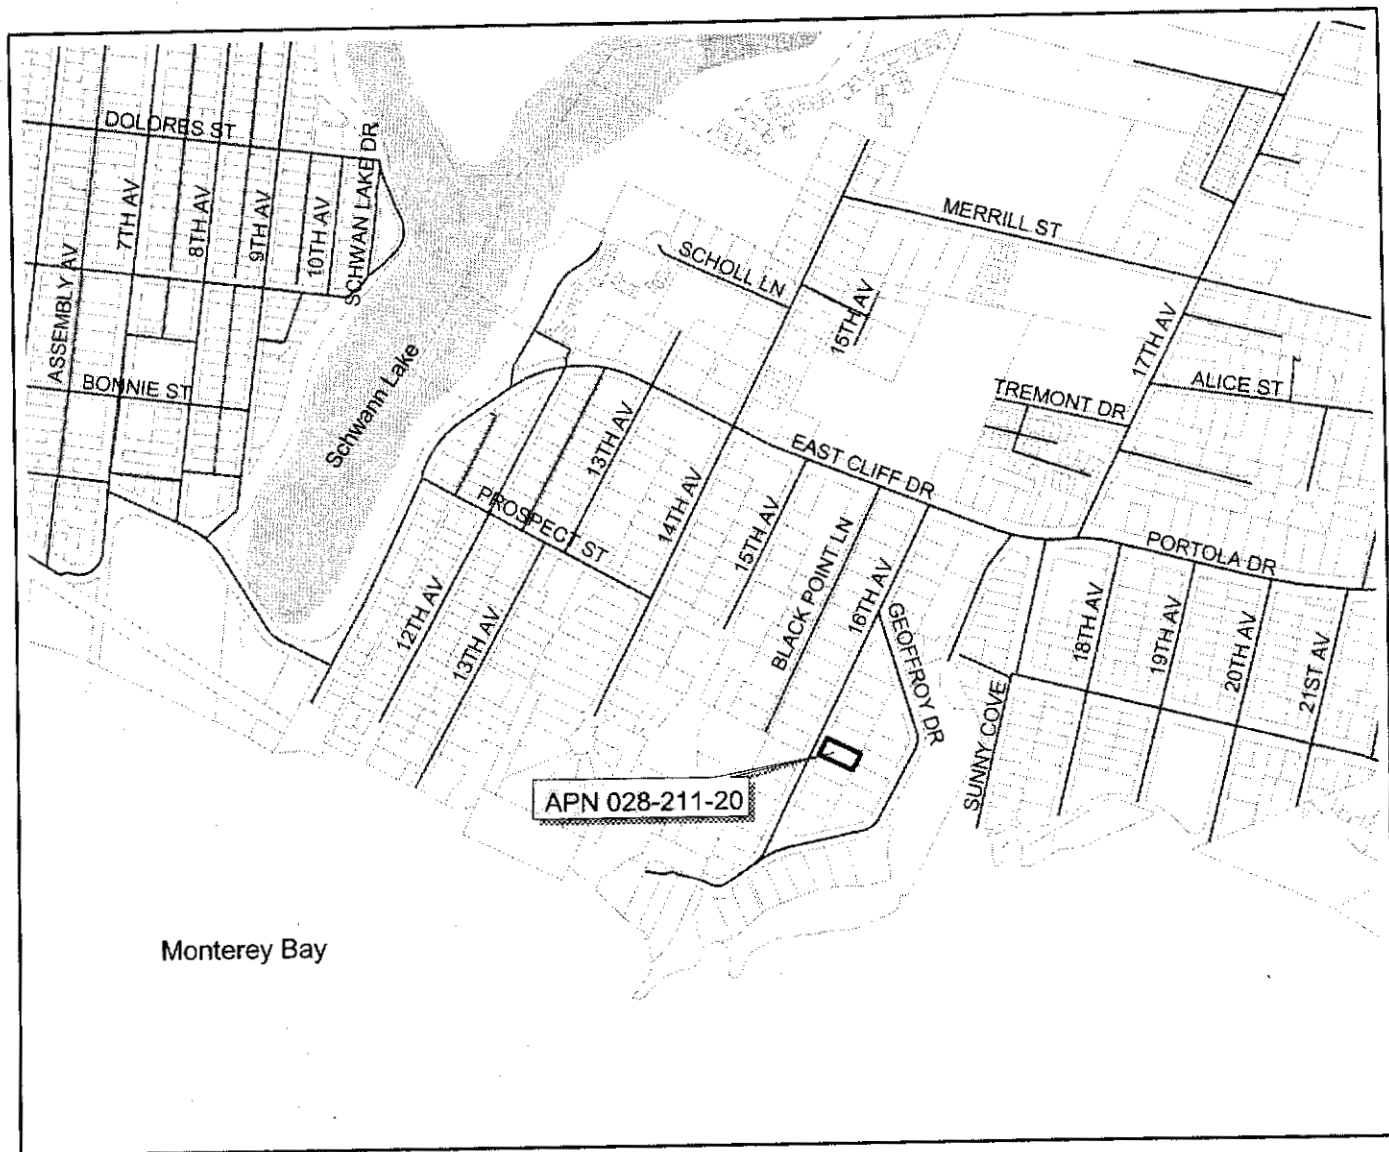 DOLORES ST
SCHWAN LAKE DR
7TH AV
8TH AV
9TH AV
10TH AV
ASSEMBLY AV
BONNIE ST
Schwann Lake
MERRILL ST
SCHOLL LN
15TH AV
17TH AV
TREMONT DR
ALICE ST
13TH AV
EAST CLIFF DR
PROSPECT ST
14TH AV
15TH AV
BLACK POINT LN
16TH AV
GEOFFROY DR
PORTOLA DR
12TH AV
13TH AV
18TH AV
19TH AV
20TH AV
21ST AV
SUNNY COVE
APN 028-211-20
Monterey Bay